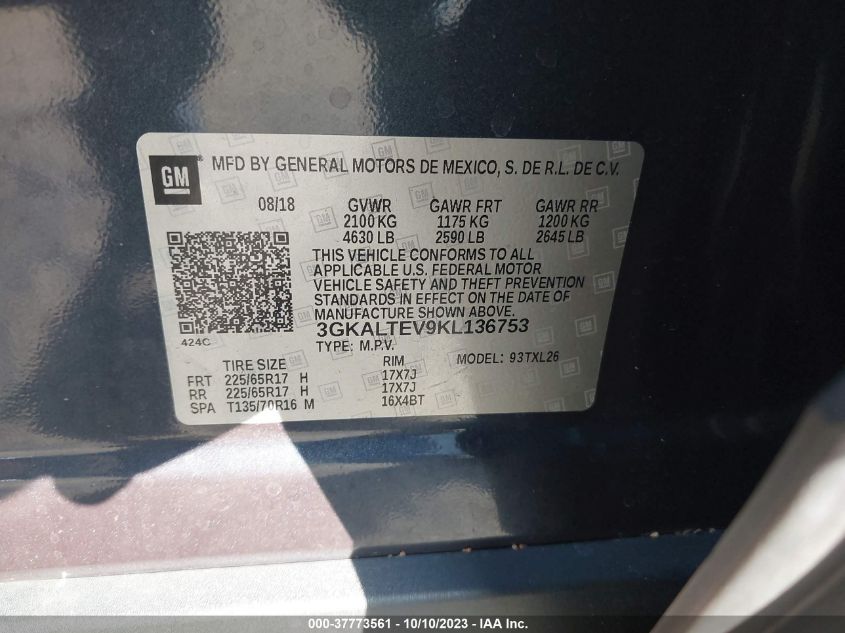 GM
MFD BY GENERAL MOTORS DE MEXICO, S. DE R.L. DE C.V.
08/18 GVWR GAWR FRT GAWR RR
2100 KG 1175 KG 1200 KG
4630 LB 2590 LB 2645 LB
THIS VEHICLE CONFORMS TO ALL
APPLICABLE U.S. FEDERAL MOTOR
VEHICLE SAFETY AND THEFT PREVENTION
STANDARDS IN EFFECT ON THE DATE OF
MANUFACTURE SHOWN ABOVE.
3GKALTEV9KL136753
424C
TYPE: M.P.V. MODEL: 93TXL26
TIRE SIZE RIM
FRT 225/65R17 H 17X7J
RR 225/65R17 H 17X7J
SPA T135/70R16 M 16X4BT
000-37773561 - 10/10/2023 - IAA Inc.